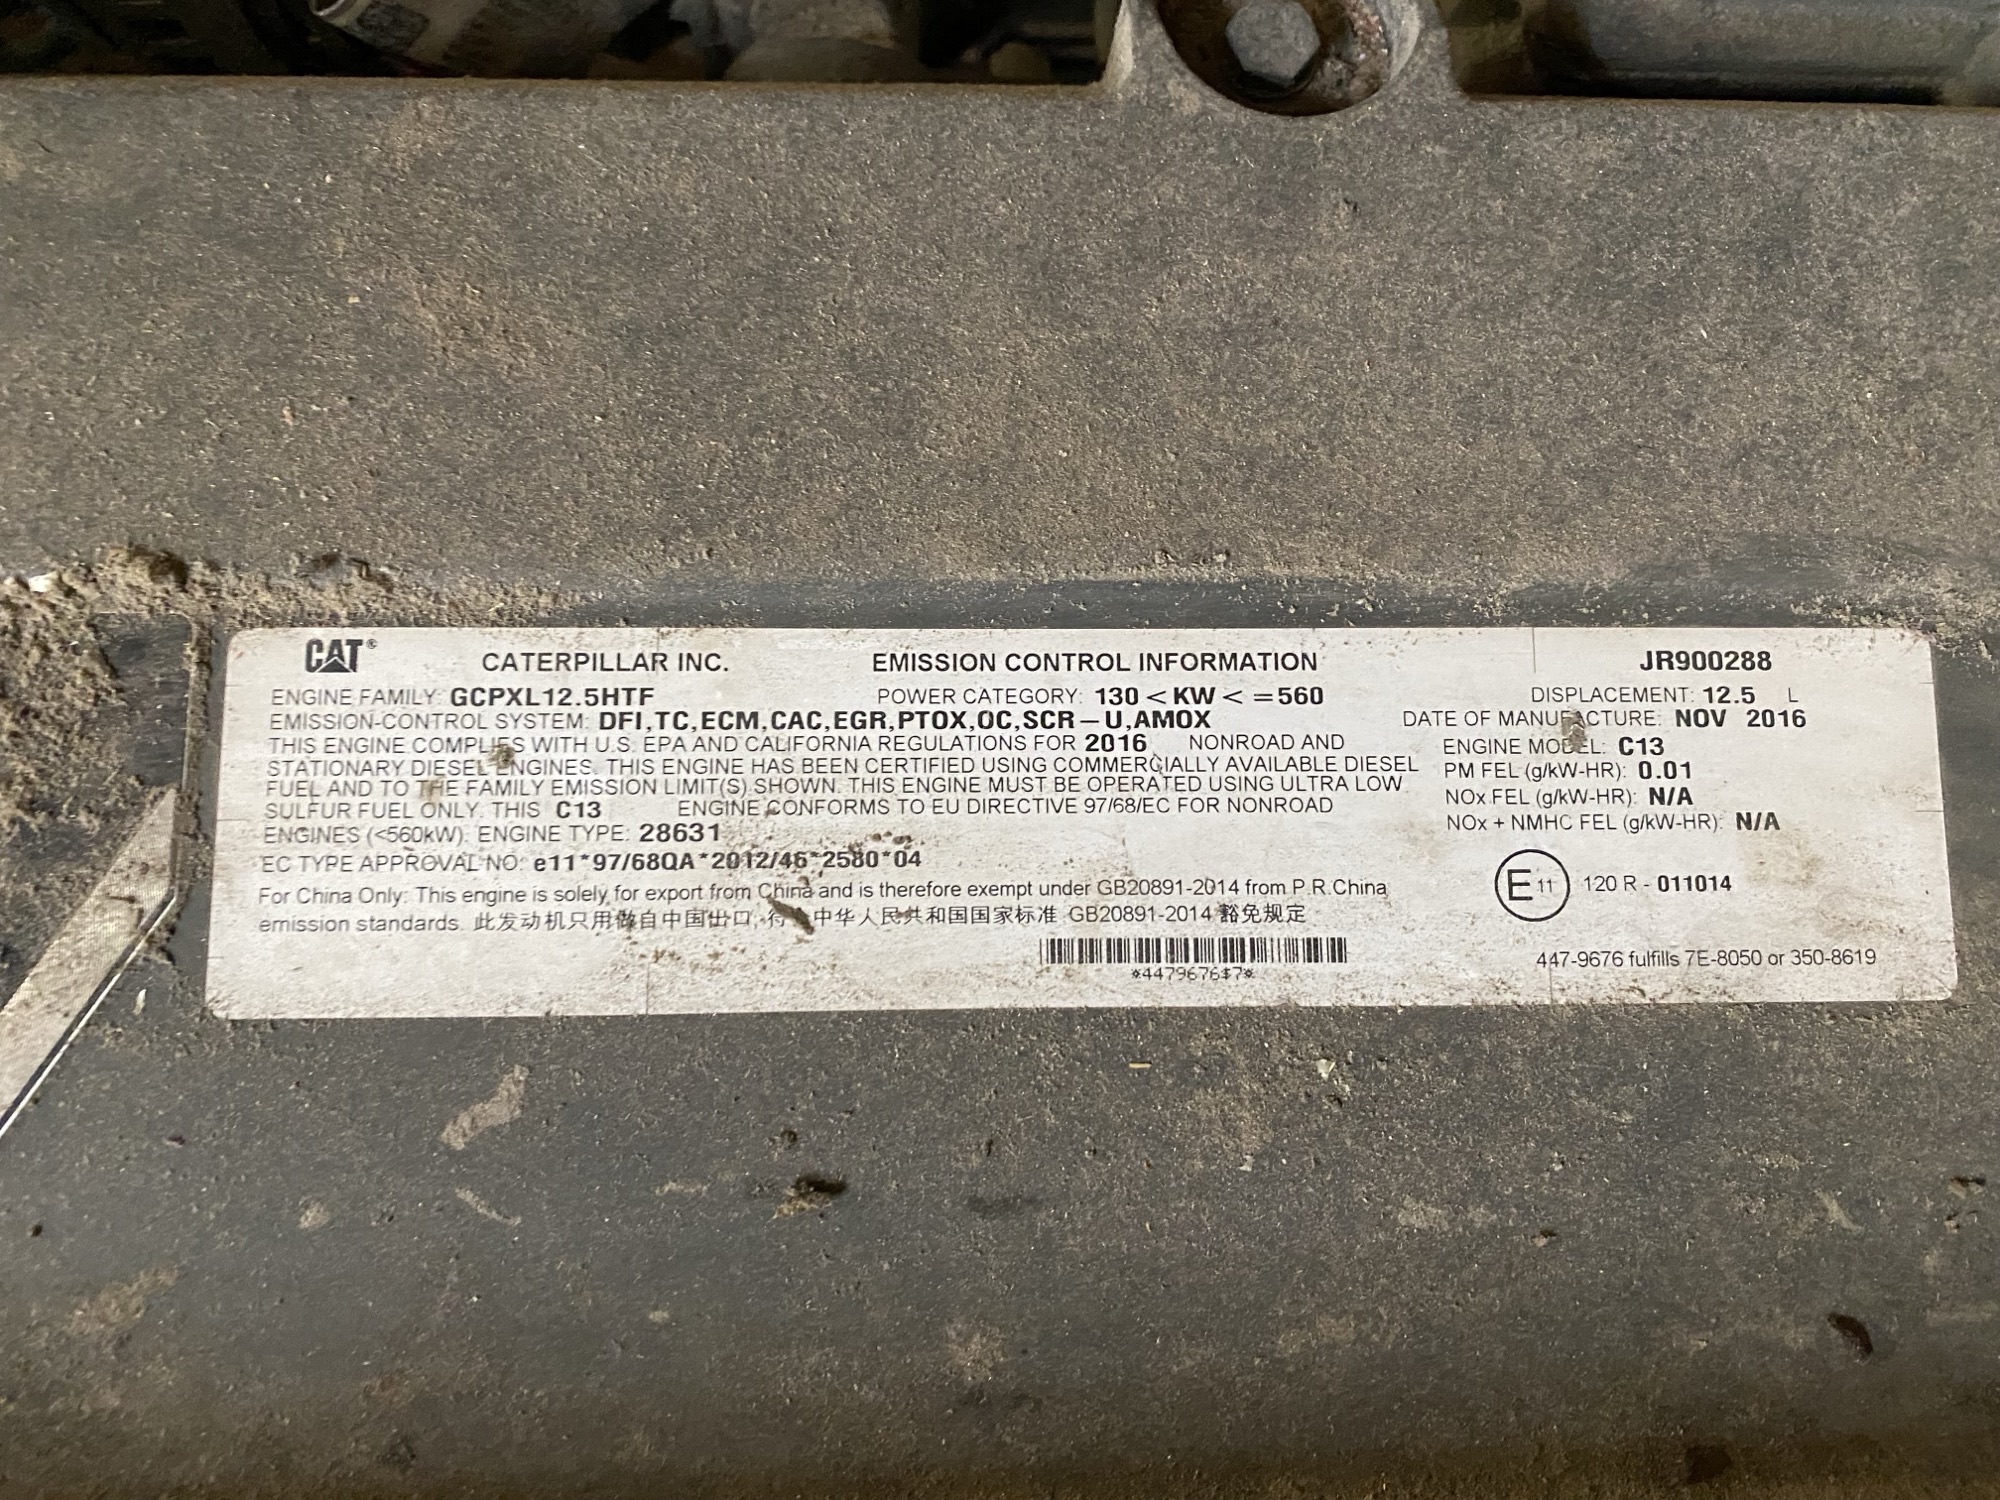 CAT® CATERPILLAR INC. EMISSION CONTROL INFORMATION JR900288
ENGINE FAMILY: GCPXL12.5HTF POWER CATEGORY: 130 < KW < =560 DISPLACEMENT: 12.5 L
EMISSION-CONTROL SYSTEM: DFI,TC,ECM,CAC,EGR,PTOX,OC,SCR-U,AMOX DATE OF MANUFACTURE: NOV 2016
THIS ENGINE COMPLIES WITH U.S. EPA AND CALIFORNIA REGULATIONS FOR 2016 NONROAD AND ENGINE MODEL: C13
STATIONARY DIESEL ENGINES. THIS ENGINE HAS BEEN CERTIFIED USING COMMERCIALLY AVAILABLE DIESEL PM FEL (g/kW-HR): 0.01
FUEL AND TO THE FAMILY EMISSION LIMIT(S) SHOWN. THIS ENGINE MUST BE OPERATED USING ULTRA LOW NOx FEL (g/kW-HR): N/A
SULFUR FUEL ONLY. THIS C13 ENGINE CONFORMS TO EU DIRECTIVE 97/68/EC FOR NONROAD
ENGINES (<560kW). ENGINE TYPE: 28631 NOx + NMHC FEL (g/kW-HR): N/A
EC TYPE APPROVAL NO: e11*97/68QA*2012/46*2580*04
For China Only: This engine is solely for export from China and is therefore exempt under GB20891-2014 from P.R.China E 11 120 R - 011014
emission standards. 此发动机只用做自中国出口,符 中华人民共和国国家标准 GB20891-2014 豁免规定
*4479676$7* 447-9676 fulfills 7E-8050 or 350-8619